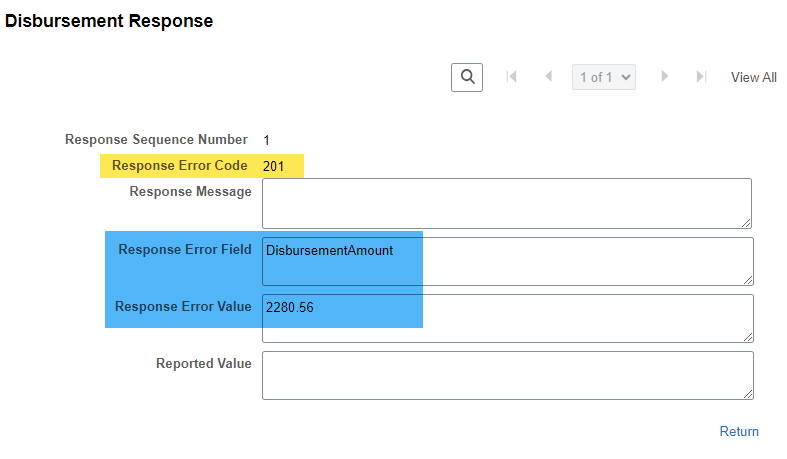 Disbursement Response
1 of 1
View All
Response Sequence Number 1
Response Error Code 201
Response Message
Response Error Field DisbursementAmount
Response Error Value 2280.56
Reported Value
Return